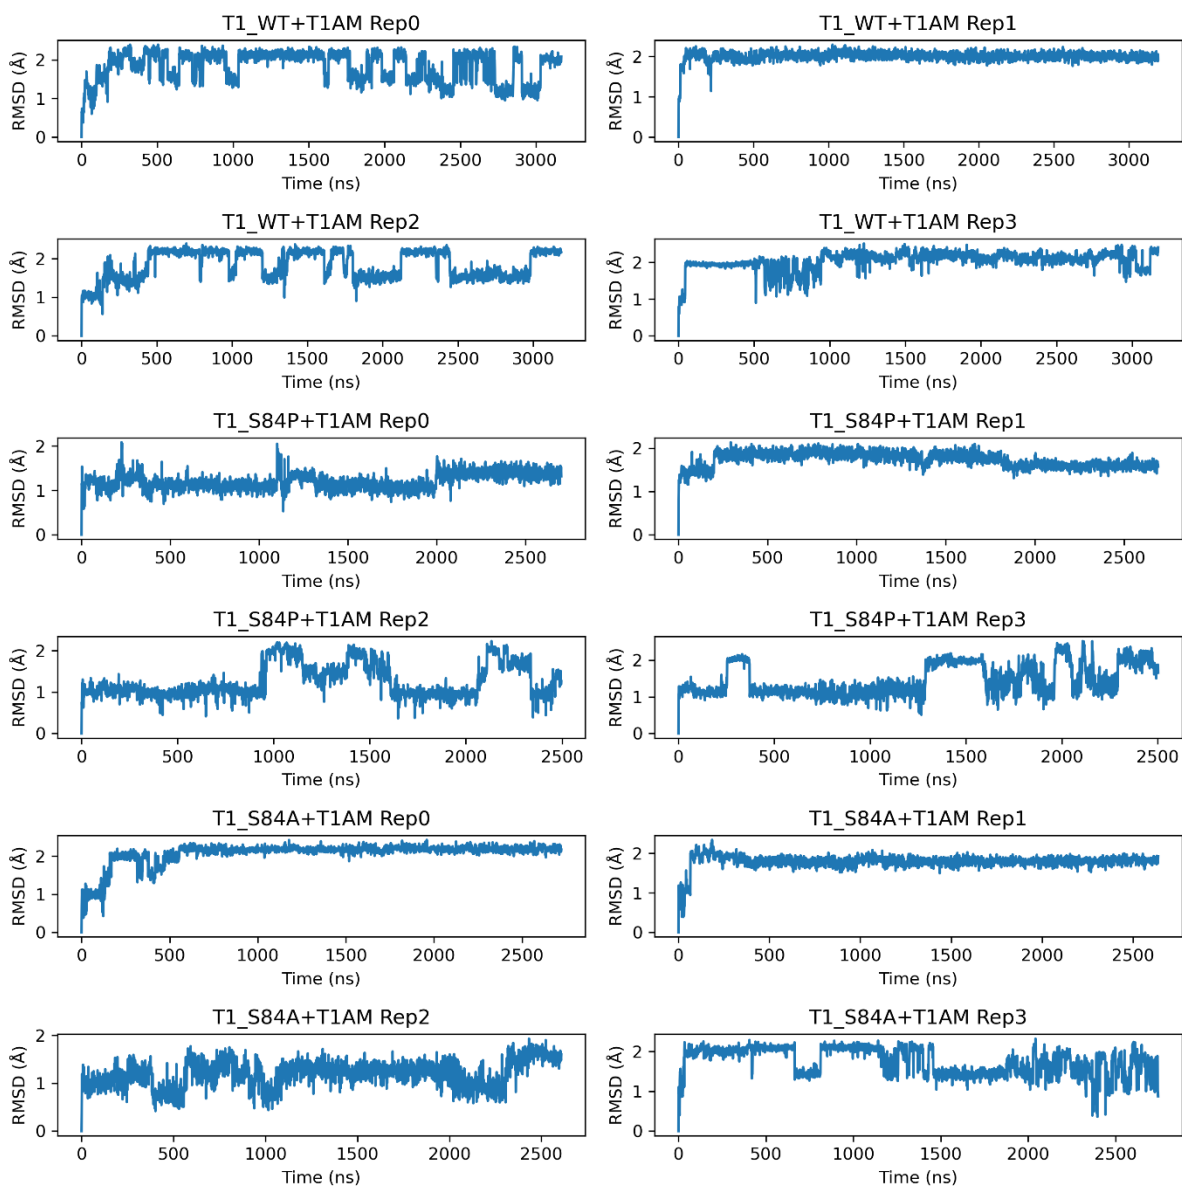 T1_WT+T1AM Rep0
RMSD (Å)
2
1
0
0 500 1000 1500 2000 2500 3000
Time (ns)
T1_WT+T1AM Rep1
RMSD (Å)
2
1
0
0 500 1000 1500 2000 2500 3000
Time (ns)
T1_WT+T1AM Rep2
RMSD (Å)
2
1
0
0 500 1000 1500 2000 2500 3000
Time (ns)
T1_WT+T1AM Rep3
RMSD (Å)
2
1
0
0 500 1000 1500 2000 2500 3000
Time (ns)
T1_S84P+T1AM Rep0
RMSD (Å)
2
1
0
0 500 1000 1500 2000 2500
Time (ns)
T1_S84P+T1AM Rep1
RMSD (Å)
2
1
0
0 500 1000 1500 2000 2500
Time (ns)
T1_S84P+T1AM Rep2
RMSD (Å)
2
1
0
0 500 1000 1500 2000 2500
Time (ns)
T1_S84P+T1AM Rep3
RMSD (Å)
2
1
0
0 500 1000 1500 2000 2500
Time (ns)
T1_S84A+T1AM Rep0
RMSD (Å)
2
1
0
0 500 1000 1500 2000 2500
Time (ns)
T1_S84A+T1AM Rep1
RMSD (Å)
2
1
0
0 500 1000 1500 2000 2500
Time (ns)
T1_S84A+T1AM Rep2
RMSD (Å)
2
1
0
0 500 1000 1500 2000 2500
Time (ns)
T1_S84A+T1AM Rep3
RMSD (Å)
2
1
0
0 500 1000 1500 2000 2500
Time (ns)